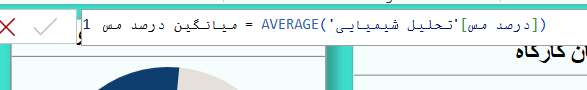 1 میانگین درصد مس = AVERAGE('تحلیل شیمیایی'[درصد مس])
ن کارگاه